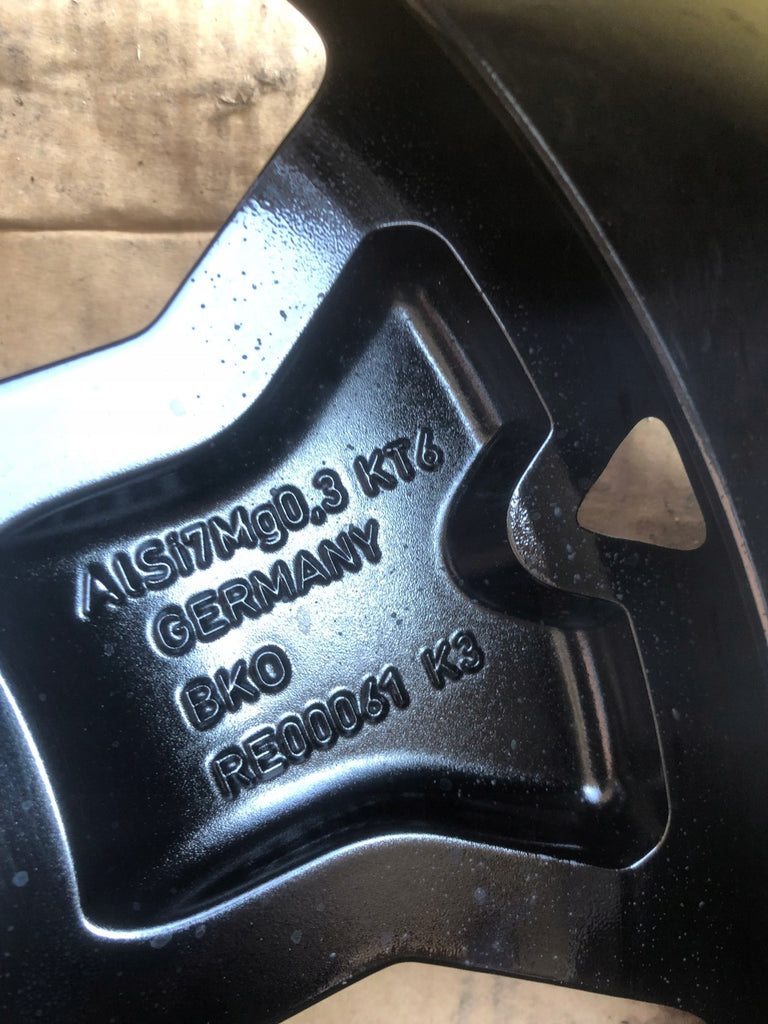 AlSi7Mg0.3 KT6
GERMANY
BKO
RE00061 K3